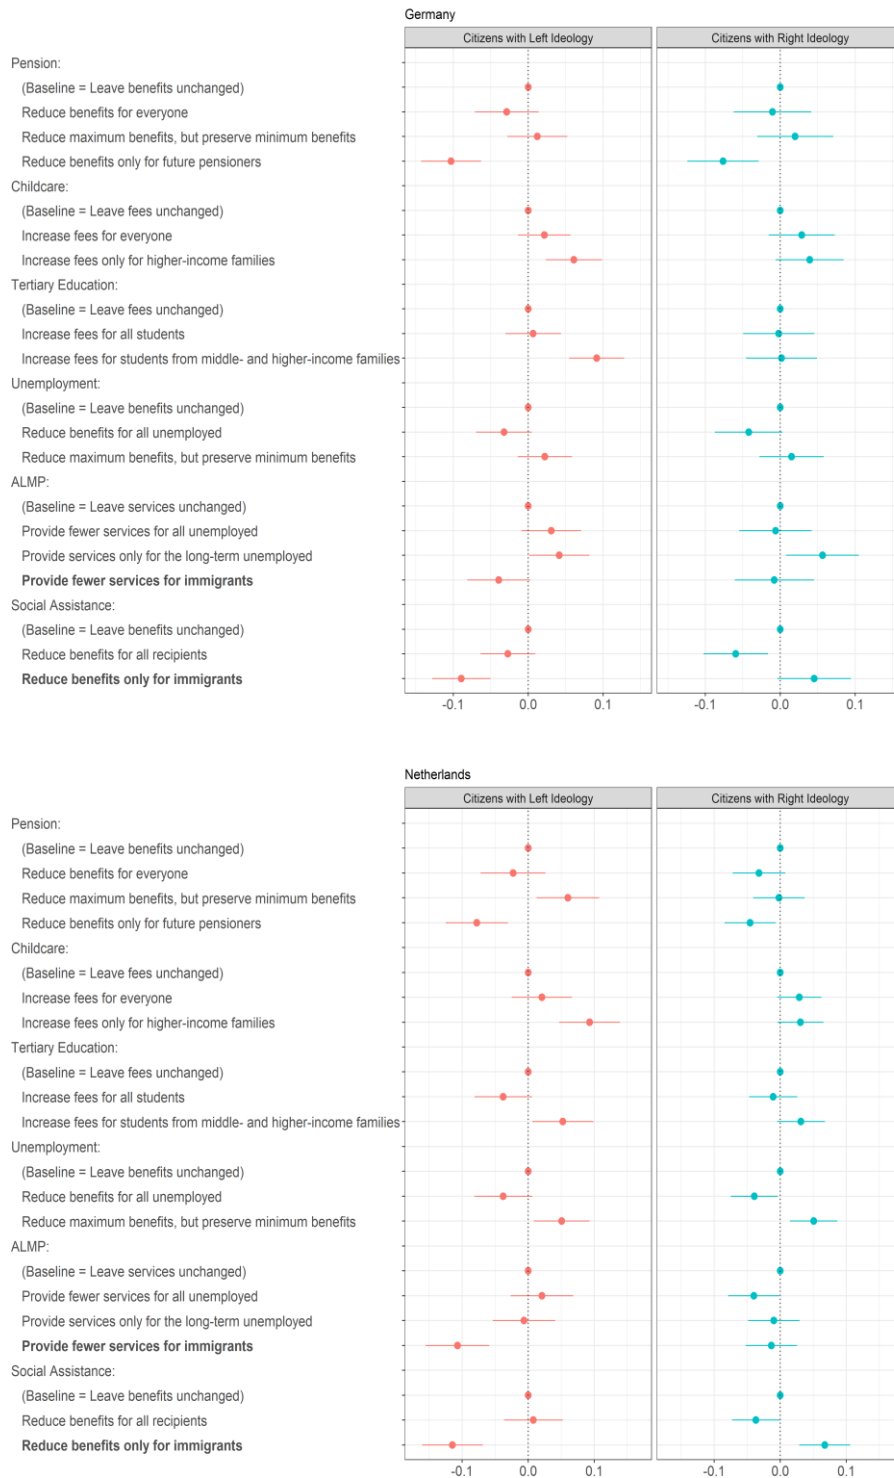 Germany
Citizens with Left Ideology
Citizens with Right Ideology
Pension:
(Baseline = Leave benefits unchanged)
Reduce benefits for everyone
Reduce maximum benefits, but preserve minimum benefits
Reduce benefits only for future pensioners
Childcare:
(Baseline = Leave fees unchanged)
Increase fees for everyone
Increase fees only for higher-income families
Tertiary Education:
(Baseline = Leave fees unchanged)
Increase fees for all students
Increase fees for students from middle- and higher-income families
Unemployment:
(Baseline = Leave benefits unchanged)
Reduce benefits for all unemployed
Reduce maximum benefits, but preserve minimum benefits
ALMP:
(Baseline = Leave services unchanged)
Provide fewer services for all unemployed
Provide services only for the long-term unemployed
Provide fewer services for immigrants
Social Assistance:
(Baseline = Leave benefits unchanged)
Reduce benefits for all recipients
Reduce benefits only for immigrants
-0.1 0.0 0.1 -0.1 0.0 0.1
Netherlands
Citizens with Left Ideology
Citizens with Right Ideology
Pension:
(Baseline = Leave benefits unchanged)
Reduce benefits for everyone
Reduce maximum benefits, but preserve minimum benefits
Reduce benefits only for future pensioners
Childcare:
(Baseline = Leave fees unchanged)
Increase fees for everyone
Increase fees only for higher-income families
Tertiary Education:
(Baseline = Leave fees unchanged)
Increase fees for all students
Increase fees for students from middle- and higher-income families
Unemployment:
(Baseline = Leave benefits unchanged)
Reduce benefits for all unemployed
Reduce maximum benefits, but preserve minimum benefits
ALMP:
(Baseline = Leave services unchanged)
Provide fewer services for all unemployed
Provide services only for the long-term unemployed
Provide fewer services for immigrants
Social Assistance:
(Baseline = Leave benefits unchanged)
Reduce benefits for all recipients
Reduce benefits only for immigrants
-0.1 0.0 0.1 -0.1 0.0 0.1